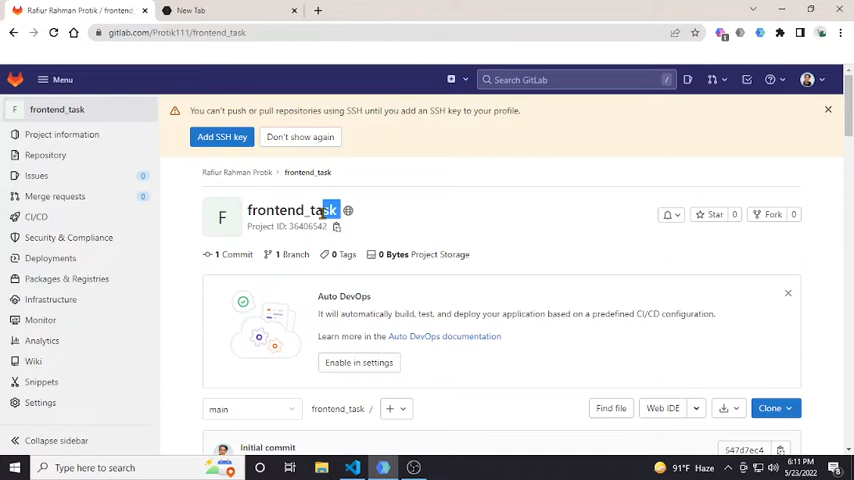 Rafiur Rahman Protik / frontend_
New Tab
gitlab.com/Protik111/frontend_task
Menu
Search GitLab
/
F frontend_task
Project information
Repository
Issues 0
Merge requests 0
CI/CD
Security & Compliance
Deployments
Packages & Registries
Infrastructure
Monitor
Analytics
Wiki
Snippets
Settings
Collapse sidebar
You can't push or pull repositories using SSH until you add an SSH key to your profile.
Add SSH key Don't show again
Rafiur Rahman Protik > frontend_task
F
frontend_task
Project ID: 36406542
Star 0 Fork 0
1 Commit 1 Branch 0 Tags 0 Bytes Project Storage
Auto DevOps
It will automatically build, test, and deploy your application based on a predefined CI/CD configuration.
Learn more in the Auto DevOps documentation
Enable in settings
main frontend_task / Find file Web IDE Clone
Initial commit 547d7ec4
Type here to search
91°F Haze
6:11 PM
5/23/2022